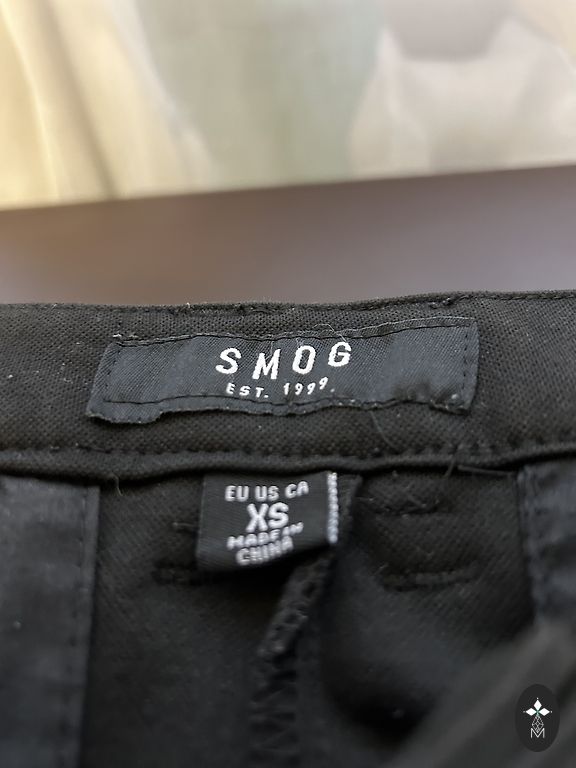 SMOG
EST. 1999
EU US CA
XS
MADE IN
CHINA
M